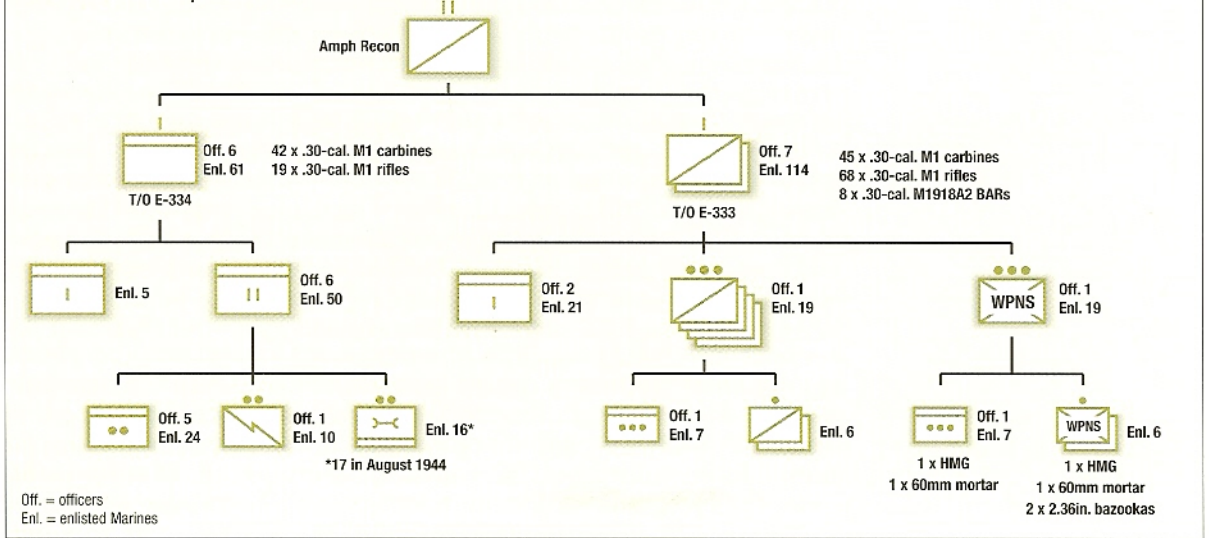 Amph Recon
Off. 6
Enl. 61
42 x .30-cal. M1 carbines
19 x .30-cal. M1 rifles
T/O E-334
Off. 7
Enl. 114
45 x .30-cal. M1 carbines
68 x .30-cal. M1 rifles
8 x .30-cal. M1918A2 BARs
T/O E-333
Enl. 5
Off. 6
Enl. 50
Off. 2
Enl. 21
Off. 1
Enl. 19
WPNS
Off. 1
Enl. 19
Off. 5
Enl. 24
Off. 1
Enl. 10
Enl. 16*
*17 in August 1944
Off. 1
Enl. 7
Enl. 6
Off. 1
Enl. 7
1 x HMG
1 x 60mm mortar
WPNS
Enl. 6
1 x HMG
1 x 60mm mortar
2 x 2.36in. bazookas
Off. = officers
Enl. = enlisted Marines